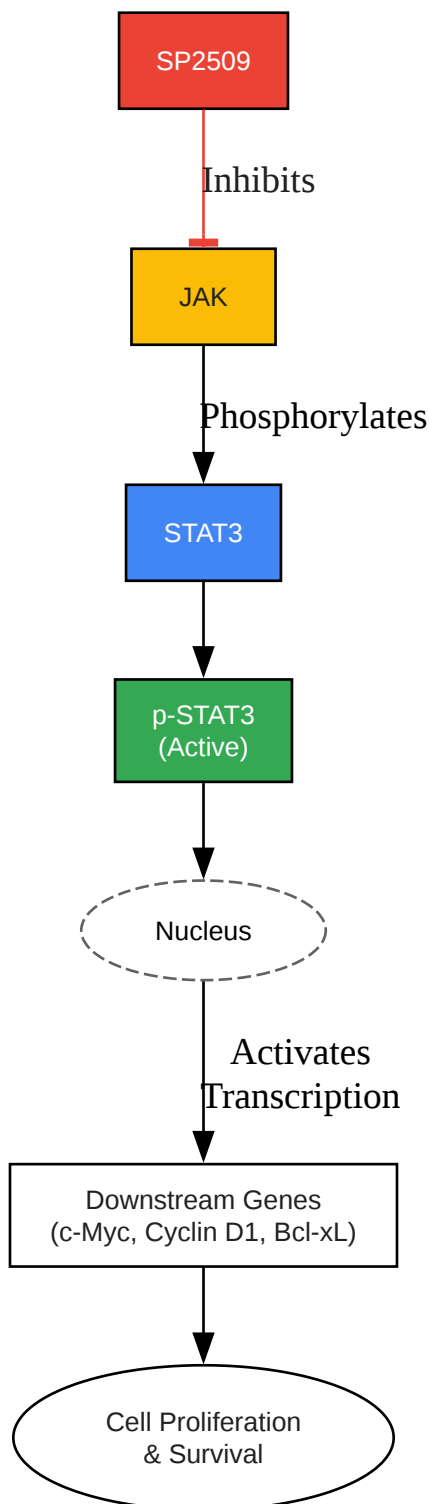 SP2509
Inhibits
JAK
Phosphorylates
STAT3
p-STAT3
(Active)
Nucleus
Activates
Transcription
Downstream Genes
(c-Myc, Cyclin D1, Bcl-xL)
Cell Proliferation
& Survival